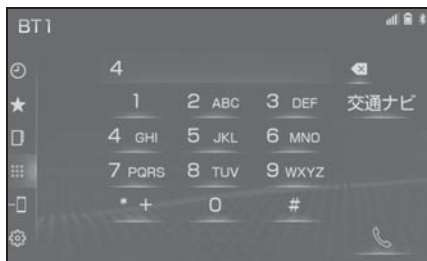 BT1
4
1 2 ABC 3 DEF 交通ナビ
4 GHI 5 JKL 6 MNO
7 PQRS 8 TUV 9 WXYZ
* + 0 #